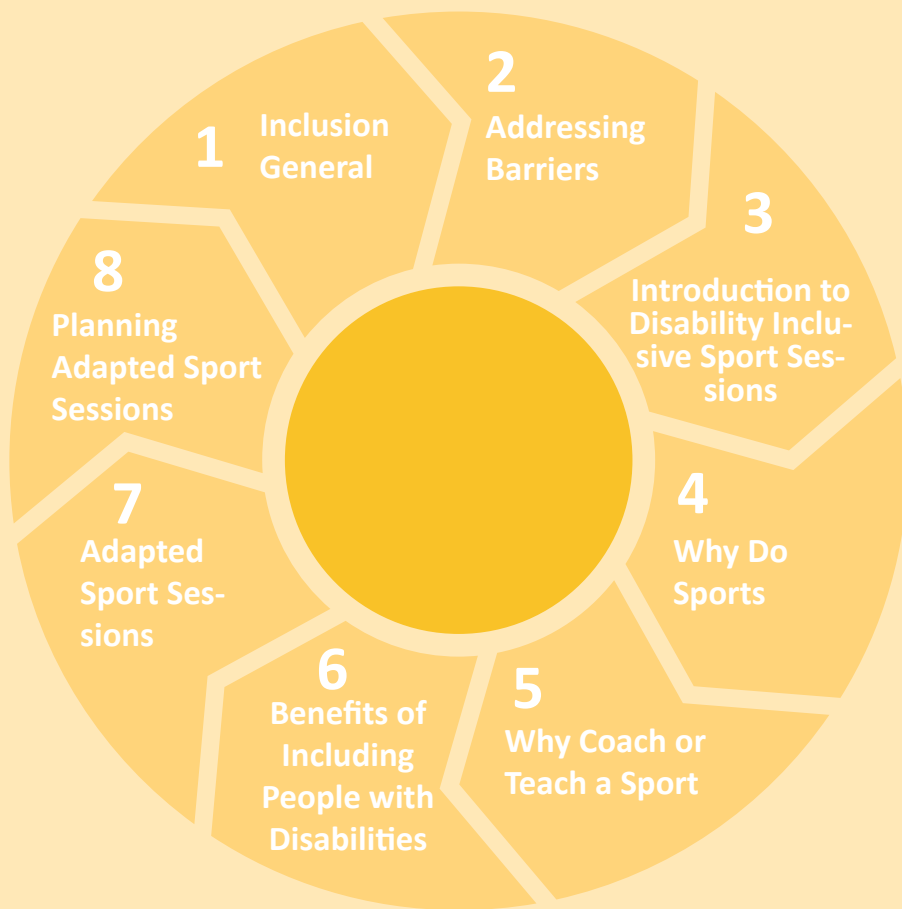 1
Inclusion
General
2
Addressing
Barriers
3
Introduction to
Disability Inclu-
sive Sport Ses-
sions
4
Why Do
Sports
5
Why Coach or
Teach a Sport
6
Benefits of
Including
People with
Disabilities
7
Adapted
Sport Ses-
sions
8
Planning
Adapted Sport
Sessions